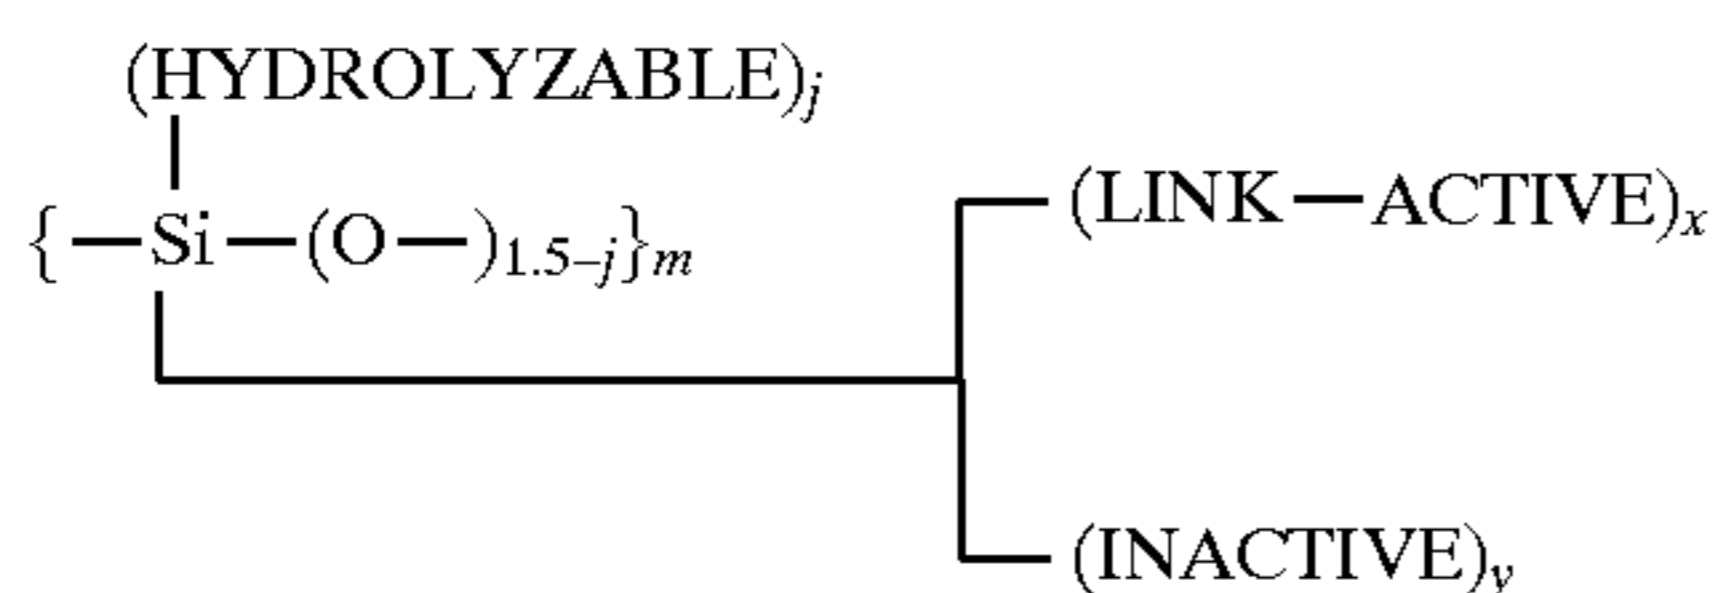 (HYDROLYZABLE)j
(LINK—ACTIVE)x
{—Si—(O—)1.5–j}m
(INACTIVE)y